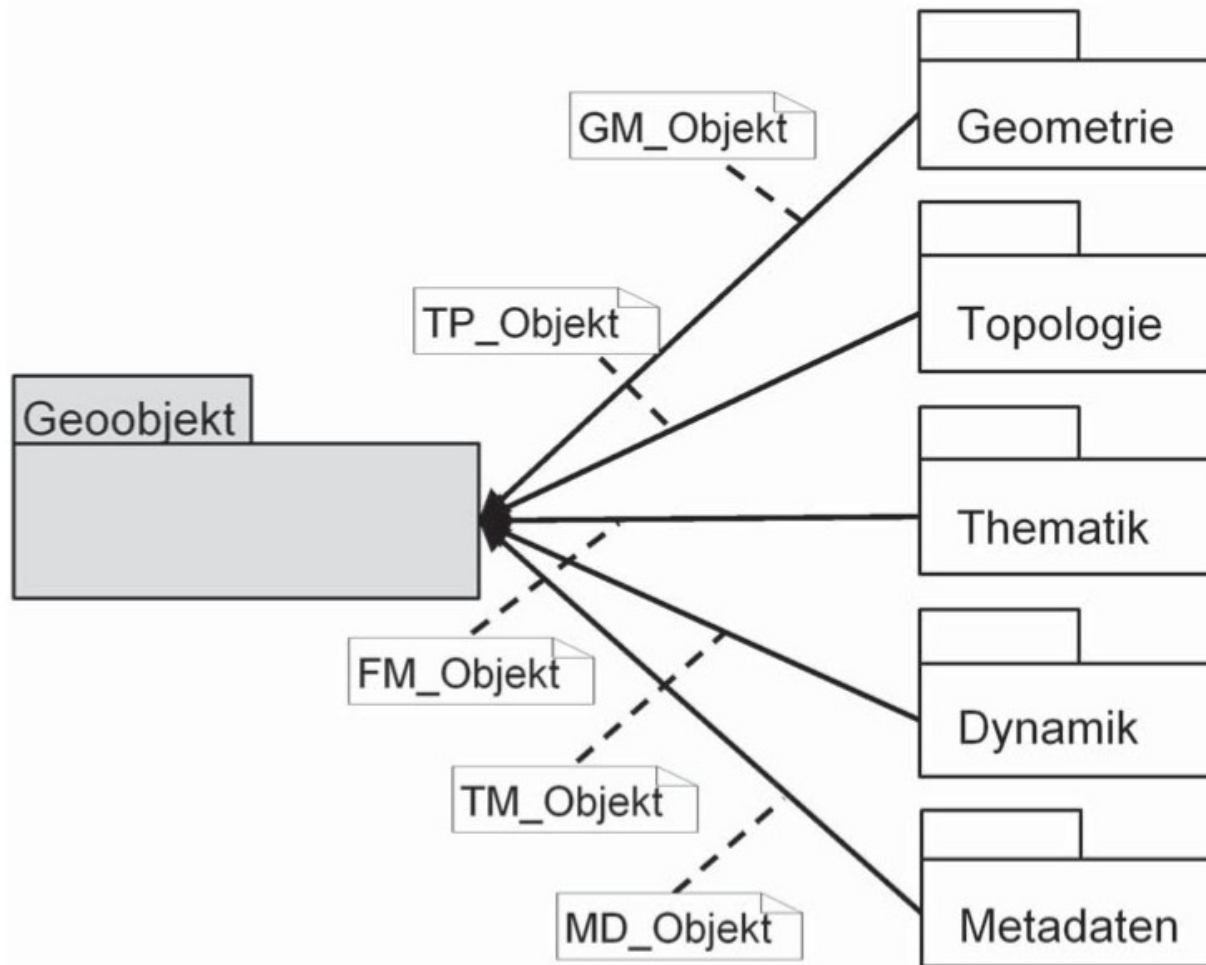 Geometrie
GM_Objekt
Topologie
TP_Objekt
Geoobjekt
Thematik
FM_Objekt
Dynamik
TM_Objekt
MD_Objekt
Metadaten